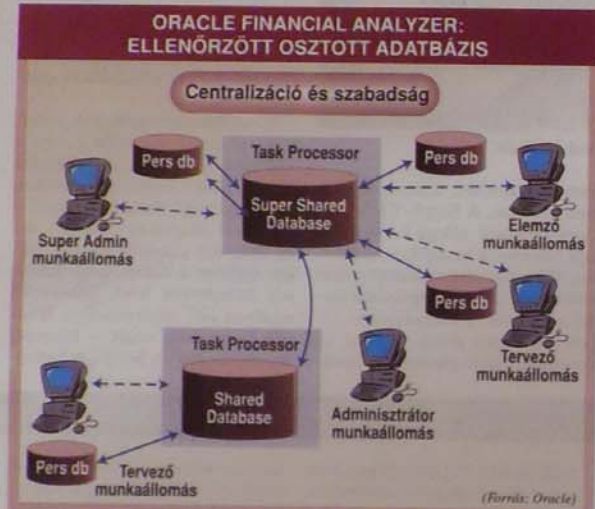 ORACLE FINANCIAL ANALYZER:
ELLENŐRZÖTT OSZTOTT ADATBÁZIS
Centralizáció és szabadság
Pers db
Task Processor
Pers db
Super Shared
Database
Super Admin
munkaállomás
Elemző
munkaállomás
Pers db
Tervező
munkaállomás
Task Processor
Shared
Database
Adminisztrátor
munkaállomás
Pers db
Tervező
munkaállomás
(Forrás: Oracle)